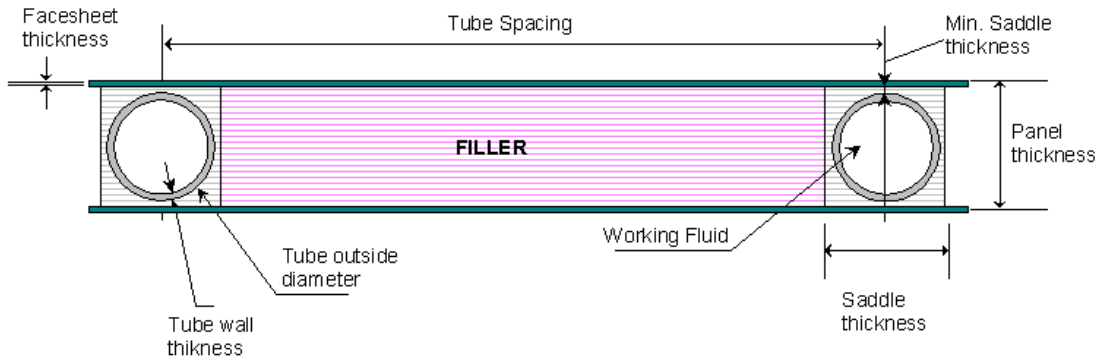 Facesheet
thickness
Tube Spacing
Min. Saddle
thickness
FILLER
Panel
thickness
Working Fluid
Tube outside
diameter
Saddle
thickness
Tube wall
thikness